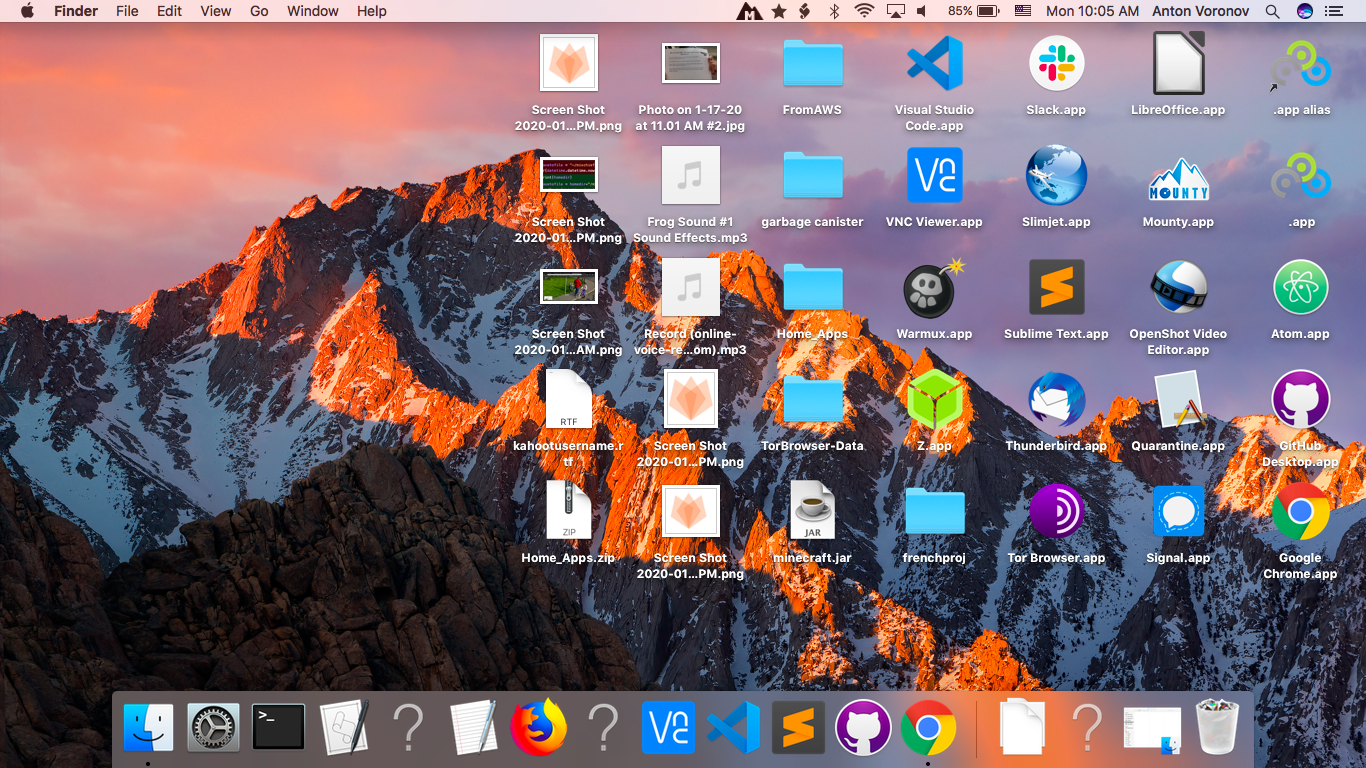 Finder File Edit View Go Window Help
85% Mon 10:05 AM Anton Voronov
Screen Shot
2020-01...PM.png
Photo on 1-17-20
at 11.01 AM #2.jpg
FromAWS
Visual Studio
Code.app
Slack.app
LibreOffice.app
.app alias
Screen Shot
2020-01...PM.png
Frog Sound #1
Sound Effects.mp3
garbage canister
VNC Viewer.app
Slimjet.app
MOUNTY
Mounty.app
.app
Screen Shot
2020-01...AM.png
Record (online-
voice-re...om).mp3
Home_Apps
Warmux.app
Sublime Text.app
OpenShot Video
Editor.app
Atom.app
RTF
kahootusername.r
tf
Screen Shot
2020-01...PM.png
TorBrowser-Data
Z.app
Thunderbird.app
Quarantine.app
GitHub
Desktop.app
ZIP
Home_Apps.zip
Screen Shot
2020-01...PM.png
JAR
minecraft.jar
frenchproj
Tor Browser.app
Signal.app
Google
Chrome.app